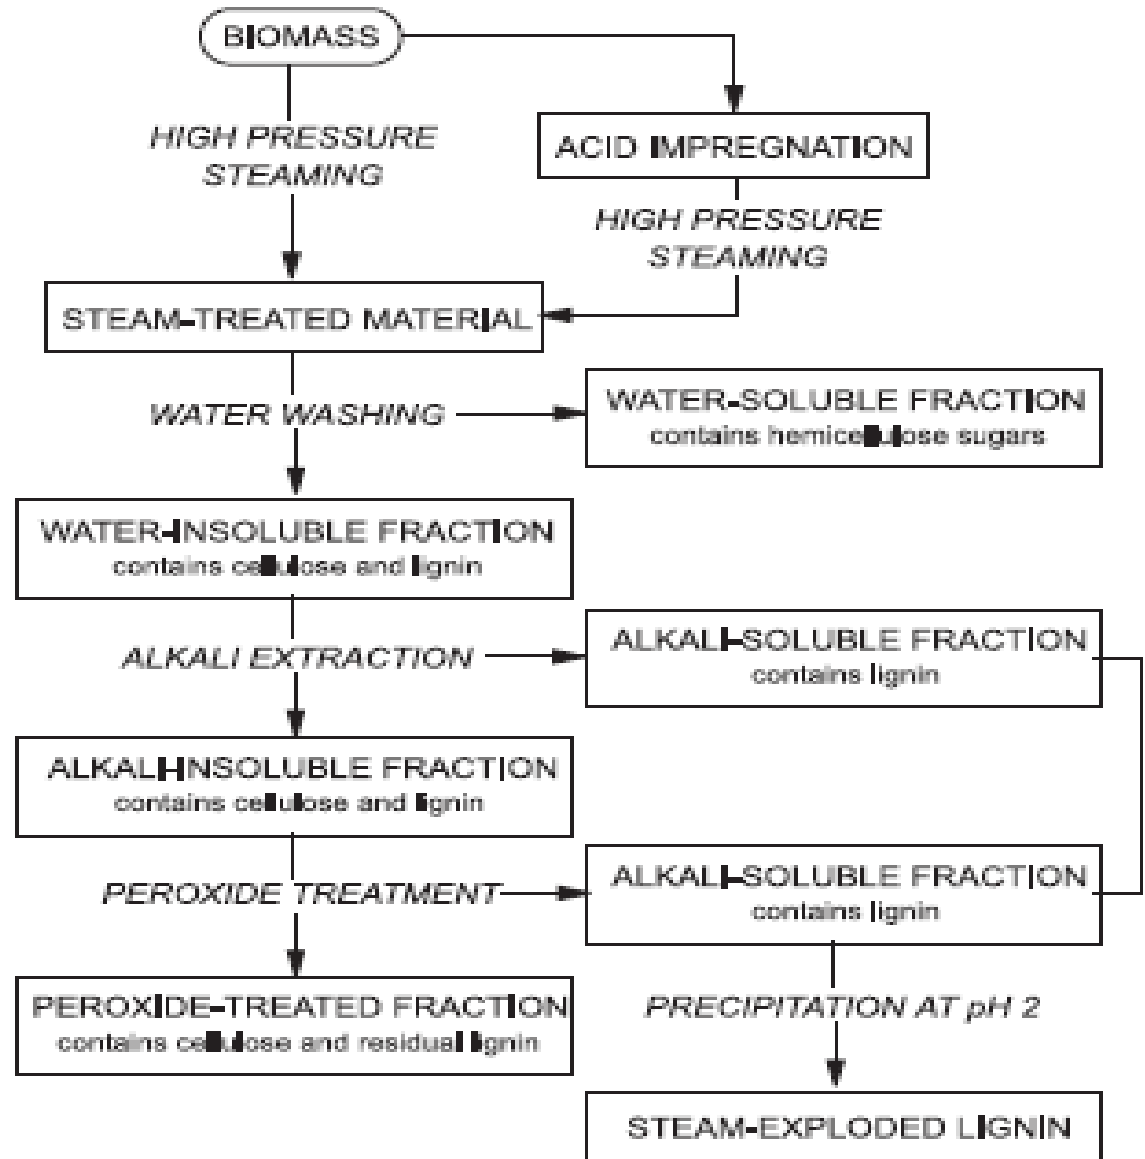 BIOMASS
HIGH PRESSURE
STEAMING
ACID IMPREGNATION
HIGH PRESSURE
STEAMING
STEAM-TREATED MATERIAL
WATER WASHING
WATER-SOLUBLE FRACTION
contains hemicellulose sugars
WATER-INSOLUBLE FRACTION
contains cellulose and lignin
ALKALI EXTRACTION
ALKALI-SOLUBLE FRACTION
contains lignin
ALKALI-INSOLUBLE FRACTION
contains cellulose and lignin
PEROXIDE TREATMENT
ALKALI-SOLUBLE FRACTION
contains lignin
PEROXIDE-TREATED FRACTION
contains cellulose and residual lignin
PRECIPITATION AT pH 2
STEAM-EXPLODED LIGNIN